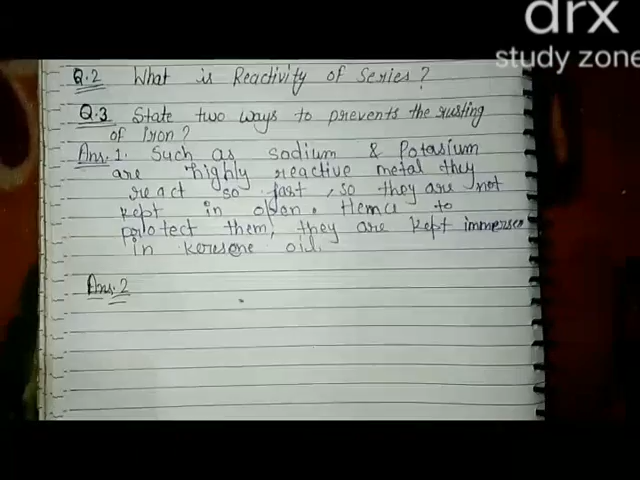 drx
study zone
Q.2 What is Reactivity of Series?
Q.3 State two ways to prevents the rusting
of Iron?
Ans. 1. Such as sodium & Potasium
are highly reactive metal they
react so fast, so they are not
kept in open. Hence to
protect them, they are kept immersed
in keresone oil.
Ans. 2